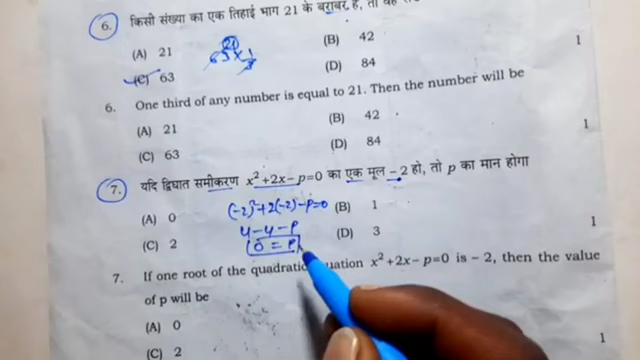 6. किसी संख्या का एक तिहाई भाग 21 के बराबर है, तो वह
(A) 21
(B) 42
(C) 63
(D) 84
1
6. One third of any number is equal to 21. Then the number will be
(A) 21
(B) 42
(C) 63
(D) 84
1
7. यदि द्विघात समीकरण x²+2x-p=0 का एक मूल -2 हो, तो p का मान होगा
(A) 0
(-2)²+2(-2)-p=0
(B) 1
4-4-p
(C) 2
0 = p
(D) 3
1
7. If one root of the quadratic equation x²+2x-p=0 is -2, then the value
of p will be
(A) 0
(C) 2
1